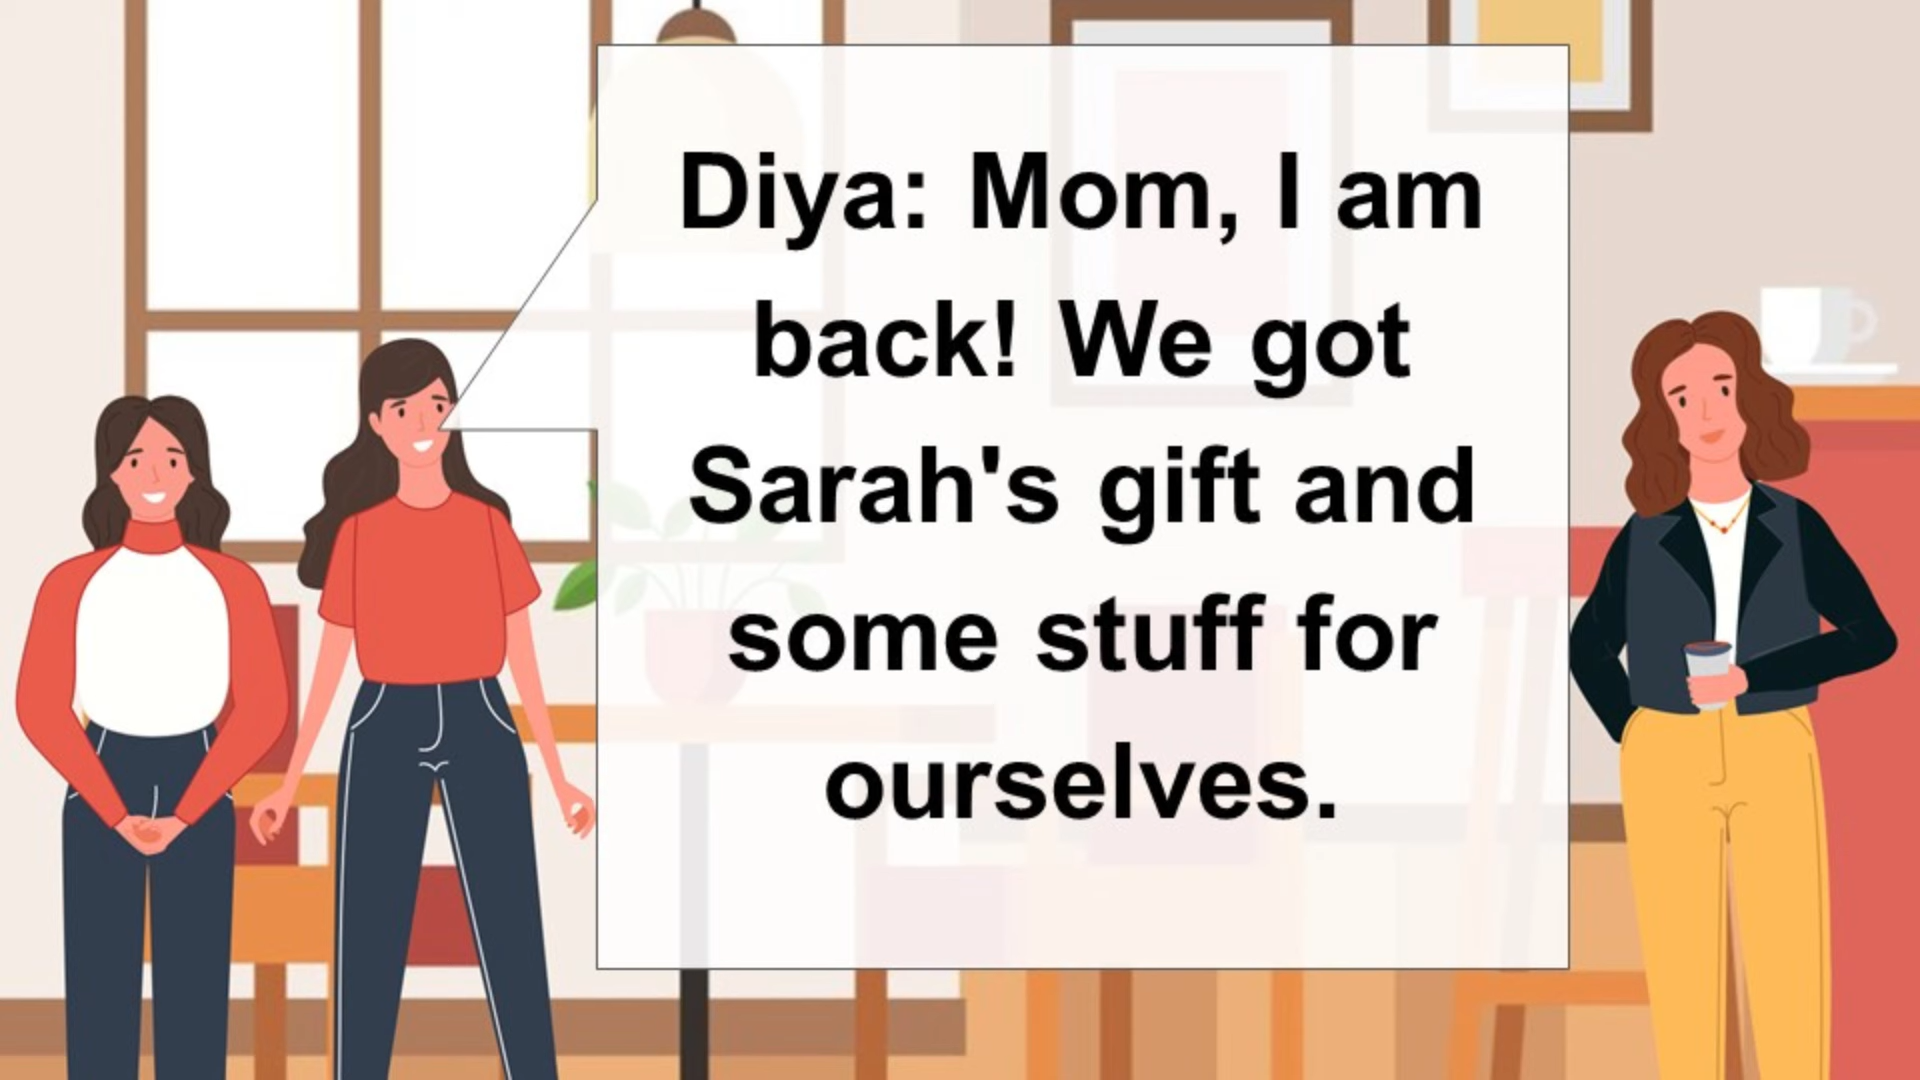 Diya: Mom, I am
back! We got
Sarah's gift and
some stuff for
ourselves.